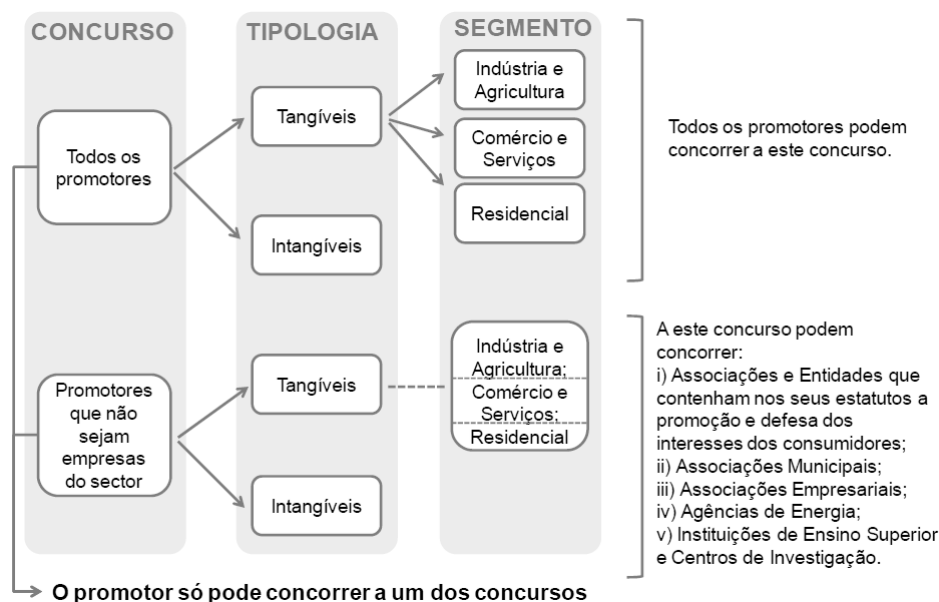 CONCURSO
TIPOLOGIA
SEGMENTO
Todos os
promotores
Tangíveis
Intangíveis
Indústria e
Agricultura
Comércio e
Serviços
Residencial
Todos os promotores podem
concorrer a este concurso.
Promotores
que não
sejam
empresas
do sector
Tangíveis
Intangíveis
Indústria e
Agricultura;
Comércio e
Serviços;
Residencial
A este concurso podem
concorrer:
i) Associações e Entidades que
contenham nos seus estatutos a
promoção e defesa dos
interesses dos consumidores;
ii) Associações Municipais;
iii) Associações Empresariais;
iv) Agências de Energia;
v) Instituições de Ensino Superior
e Centros de Investigação.
O promotor só pode concorrer a um dos concursos